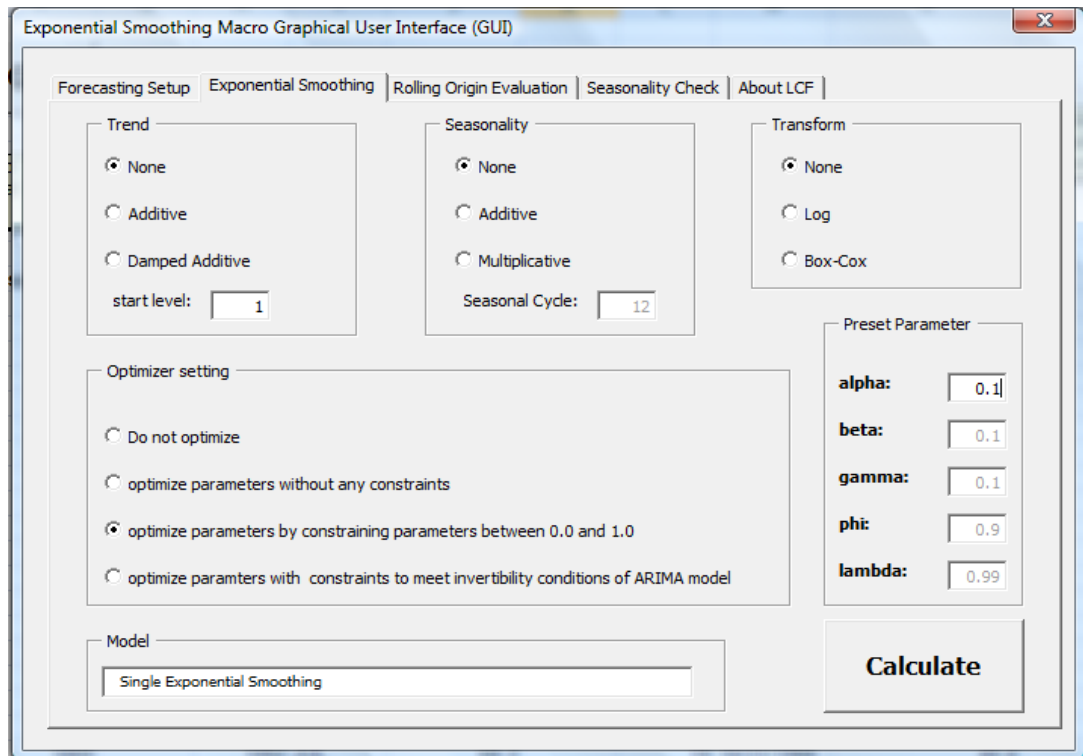 Exponential Smoothing Macro Graphical User Interface (GUI)
Forecasting Setup Exponential Smoothing Rolling Origin Evaluation Seasonality Check About LCF
Trend
None
Additive
Damped Additive
start level: 1
Seasonality
None
Additive
Multiplicative
Seasonal Cycle: 12
Transform
None
Log
Box-Cox
Optimizer setting
Do not optimize
optimize parameters without any constraints
optimize parameters by constraining parameters between 0.0 and 1.0
optimize paramters with constraints to meet invertibility conditions of ARIMA model
Preset Parameter
alpha: 0.1
beta: 0.1
gamma: 0.1
phi: 0.9
lambda: 0.99
Model
Single Exponential Smoothing
Calculate